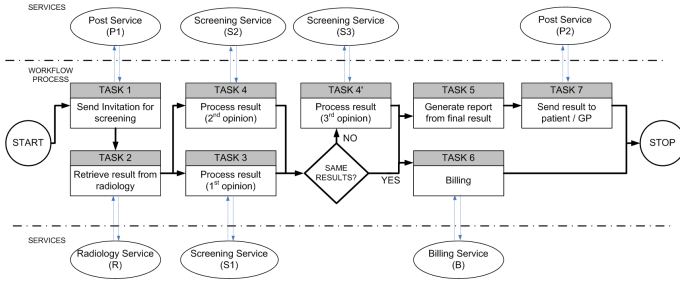 SERVICES
Post Service
(P1)
Screening Service
(S2)
Screening Service
(S3)
Post Service
(P2)
WORKFLOW
PROCESS
TASK 1
Send Invitation for
screening
TASK 4
Process result
(2nd opinion)
TASK 4'
Process result
(3rd opinion)
TASK 5
Generate report
from final result
TASK 7
Send result to
patient / GP
START
STOP
NO
TASK 2
Retrieve result from
radiology
TASK 3
Process result
(1st opinion)
SAME
RESULTS?
YES
TASK 6
Billing
SERVICES
Radiology Service
(R)
Screening Service
(S1)
Billing Service
(B)